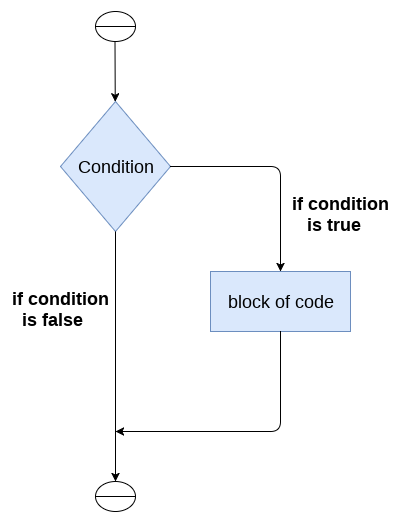 Condition
if condition
is true
if condition
is false
block of code